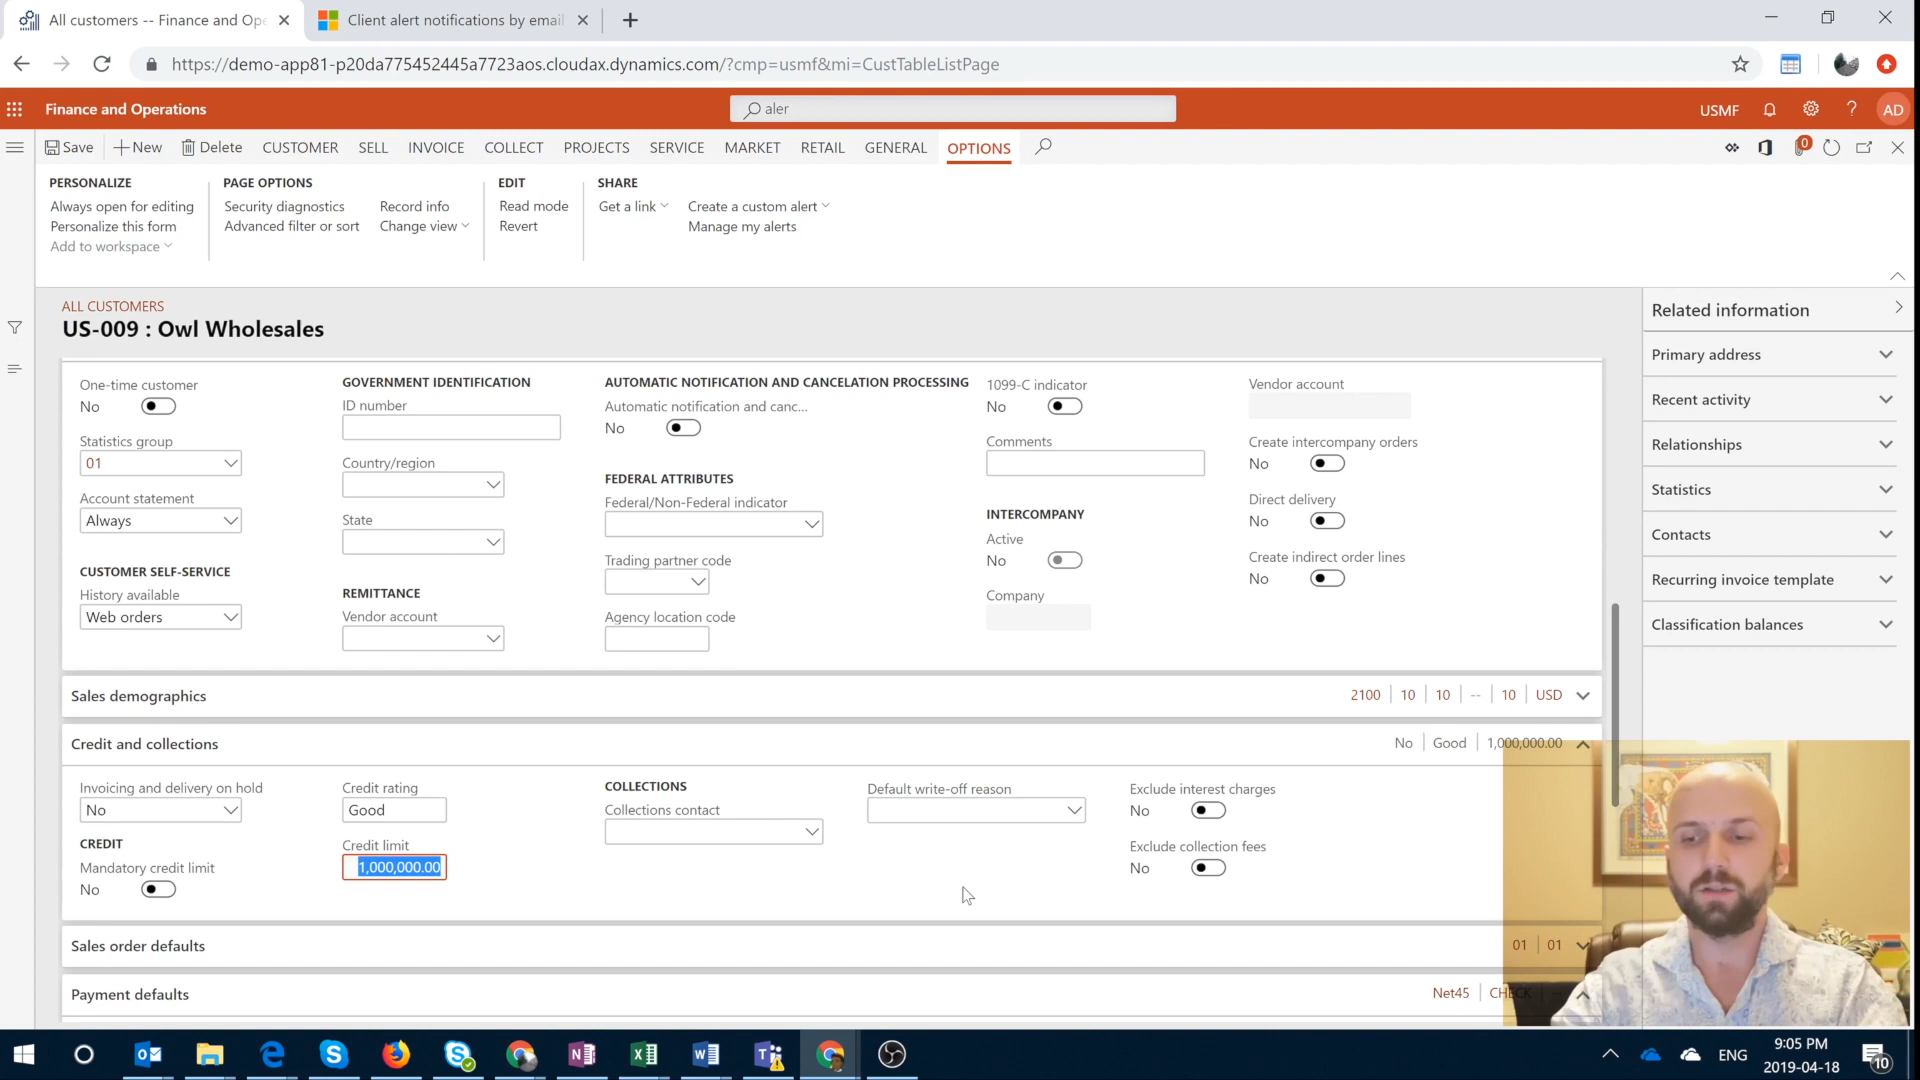 All customers -- Finance and Ope
Client alert notifications by email
https://demo-app81-p20da775452445a7723aos.cloudax.dynamics.com/?cmp=usmf&mi=CustTableListPage
Finance and Operations
aler
USMF
AD
Save
New
Delete
CUSTOMER
SELL
INVOICE
COLLECT
PROJECTS
SERVICE
MARKET
RETAIL
GENERAL
OPTIONS
0
PERSONALIZE
Always open for editing
Personalize this form
Add to workspace
PAGE OPTIONS
Security diagnostics
Advanced filter or sort
Record info
Change view
EDIT
Read mode
Revert
SHARE
Get a link
Create a custom alert
Manage my alerts
ALL CUSTOMERS
US-009 : Owl Wholesales
One-time customer
No
Statistics group
01
Account statement
Always
CUSTOMER SELF-SERVICE
History available
Web orders
GOVERNMENT IDENTIFICATION
ID number
Country/region
State
REMITTANCE
Vendor account
AUTOMATIC NOTIFICATION AND CANCELATION PROCESSING
Automatic notification and canc...
No
FEDERAL ATTRIBUTES
Federal/Non-Federal indicator
Trading partner code
Agency location code
1099-C indicator
No
Comments
INTERCOMPANY
Active
No
Company
Vendor account
Create intercompany orders
No
Direct delivery
No
Create indirect order lines
No
Sales demographics
2100 | 10 | 10 | -- | 10 | USD
Credit and collections
No | Good | 1,000,000.00
Invoicing and delivery on hold
No
CREDIT
Mandatory credit limit
No
Credit rating
Good
Credit limit
1,000,000.00
COLLECTIONS
Collections contact
Default write-off reason
Exclude interest charges
No
Exclude collection fees
No
Sales order defaults
01 | 01
Payment defaults
Net45 | CHECK
Related information
Primary address
Recent activity
Relationships
Statistics
Contacts
Recurring invoice template
Classification balances
ENG
9:05 PM
2019-04-18
10